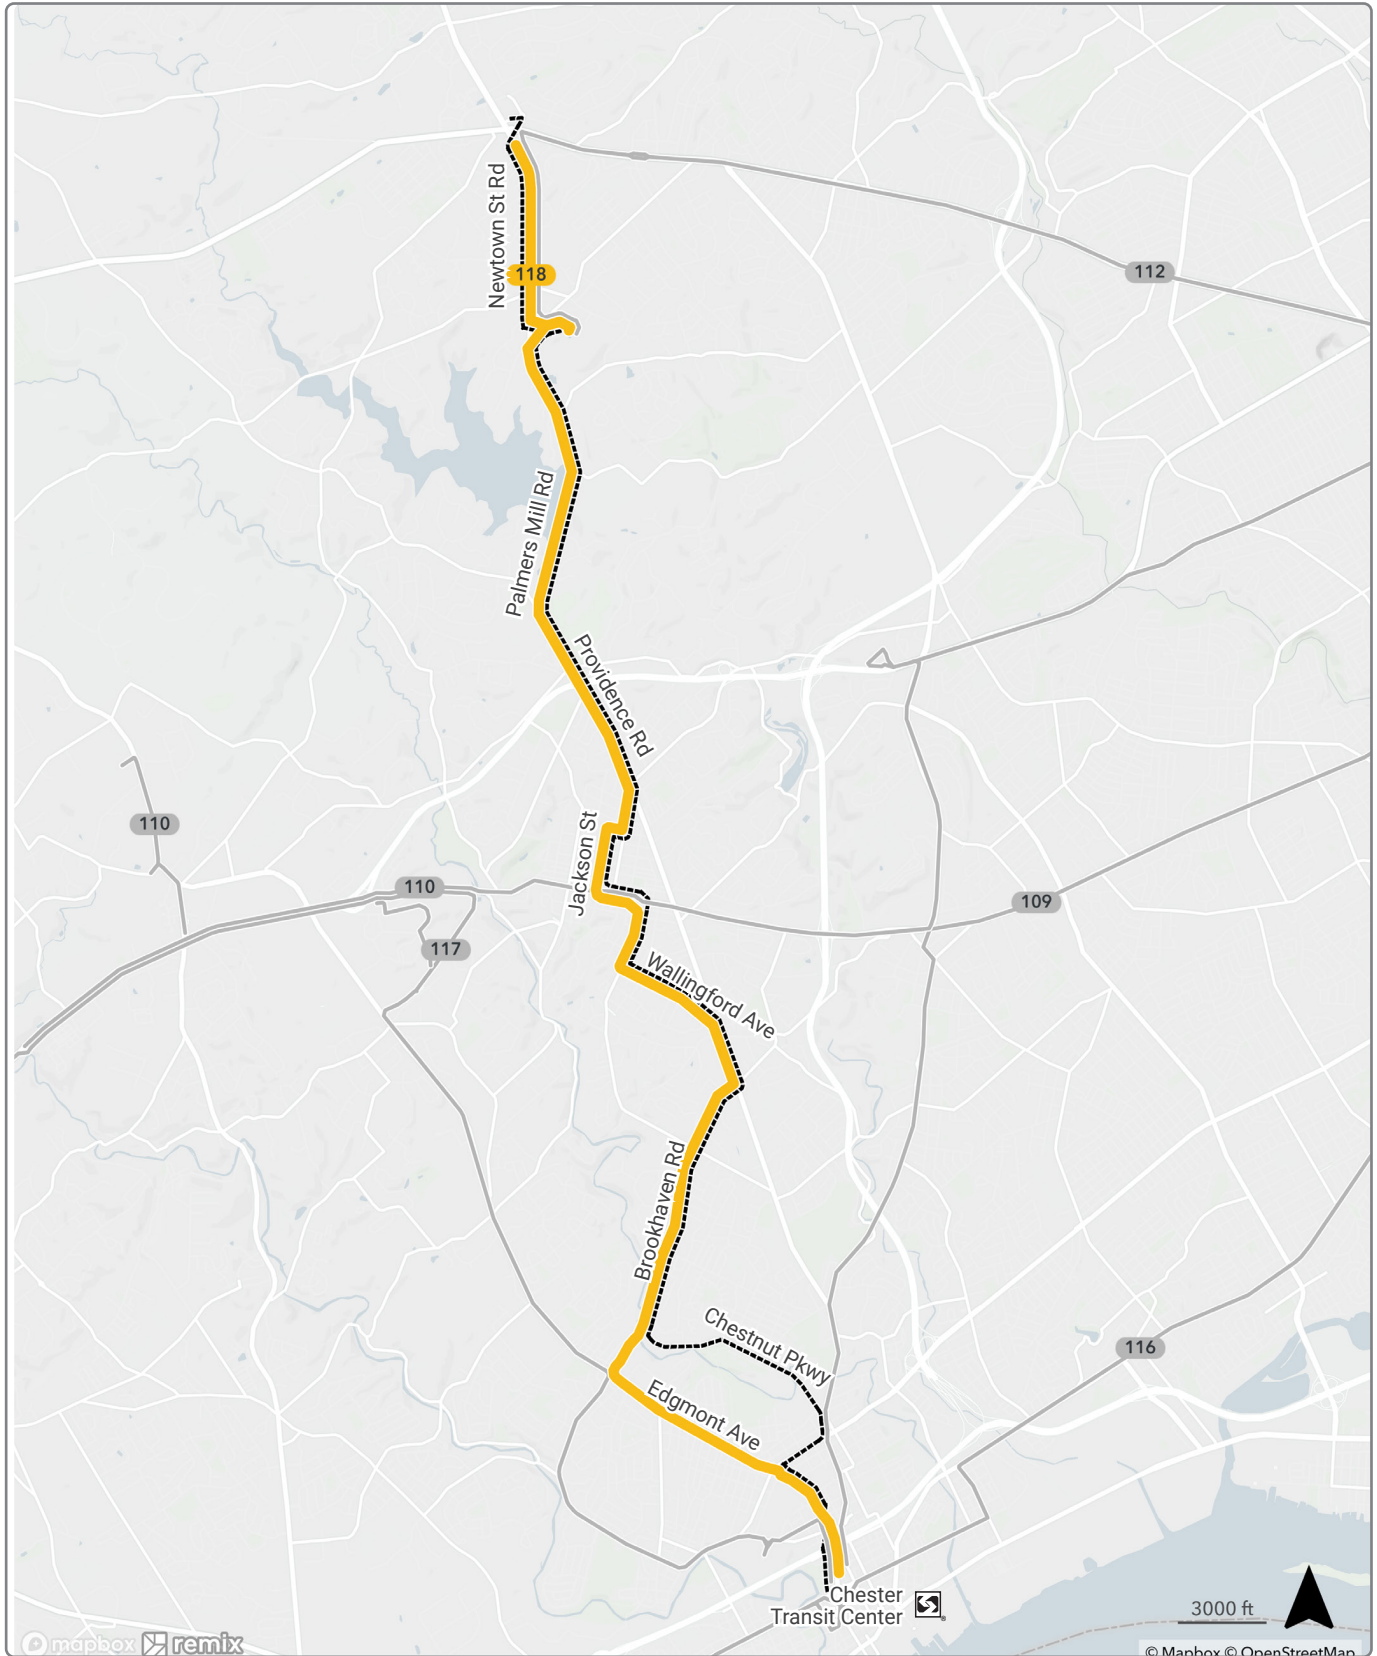 Newtown St Rd
118
112
Palmers Mill Rd
Providence Rd
110
Jackson St
110
109
117
Wallingford Ave
Brookhaven Rd
Chestnut Pkwy
116
Edgmont Ave
Chester
Transit Center
3000 ft
mapbox remix
© Mapbox © OpenStreetMap